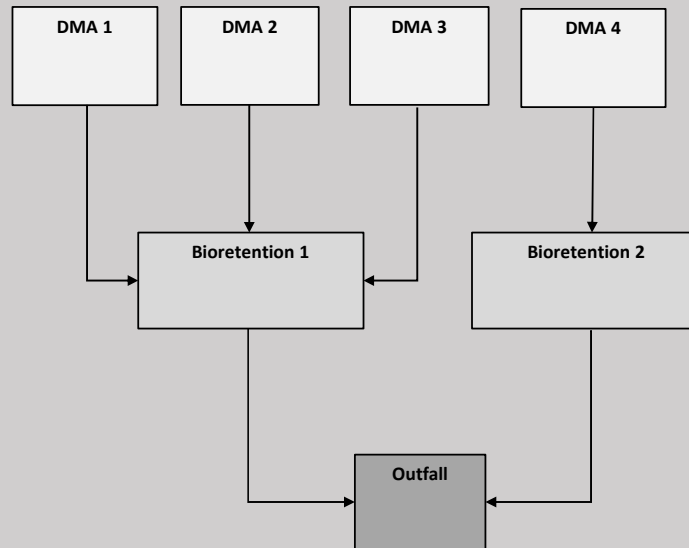 DMA 1
DMA 2
DMA 3
DMA 4
Bioretention 1
Bioretention 2
Outfall